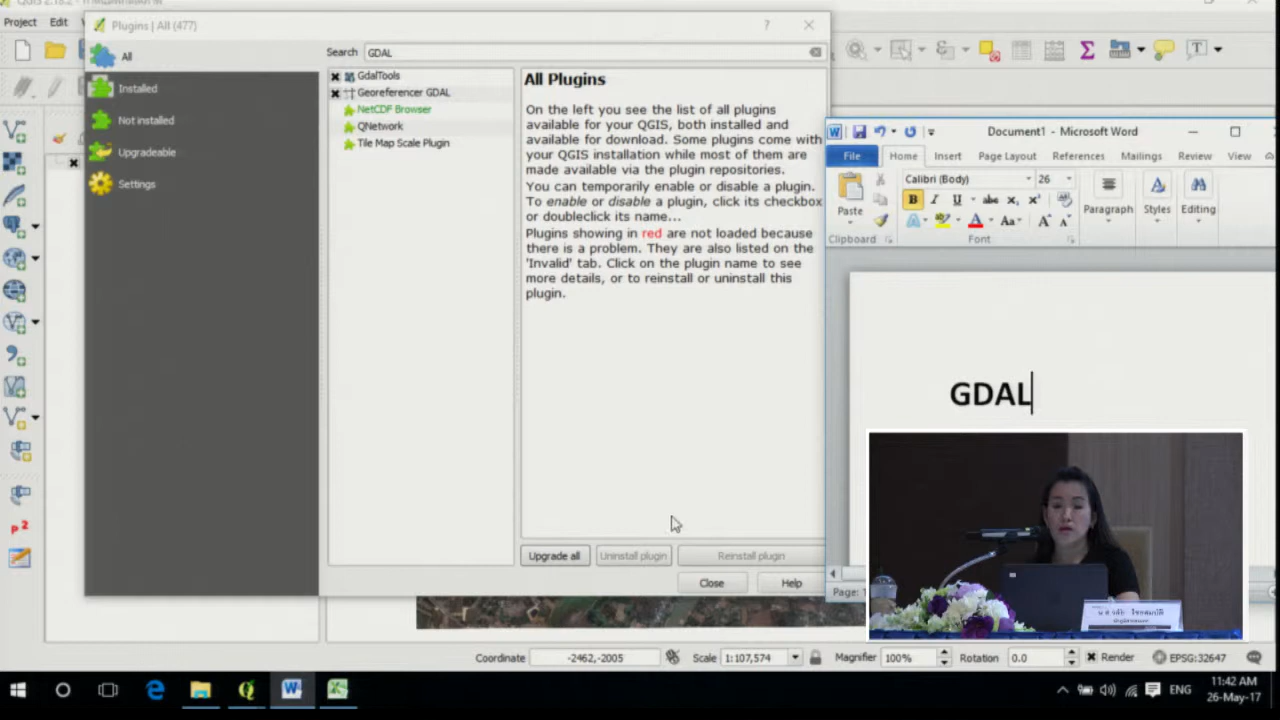 Project Edit
Plugins | All (477)
All
Installed
Not installed
Upgradeable
Settings
Search GDAL
GdalTools
Georeferencer GDAL
NetCDF Browser
QNetwork
Tile Map Scale Plugin
All Plugins
On the left you see the list of all plugins
available for your QGIS, both installed and
available for download. Some plugins come with
your QGIS installation while most of them are
made available via the plugin repositories.
You can temporarily enable or disable a plugin.
To enable or disable a plugin, click its checkbox
or doubleclick its name...
Plugins showing in red are not loaded because
there is a problem. They are also listed on the
'Invalid' tab. Click on the plugin name to see
more details, or to reinstall or uninstall this
plugin.
Upgrade all Uninstall plugin Reinstall plugin
Close Help
Document1 - Microsoft Word
File Home Insert Page Layout References Mailings Review View
Calibri (Body) 26
Paste
Paragraph Styles Editing
Clipboard Font
GDAL
Page: 1
Coordinate -2462,-2005 Scale 1:107,574 Magnifier 100% Rotation 0.0 Render EPSG:32647
ENG
11:42 AM
26-May-17